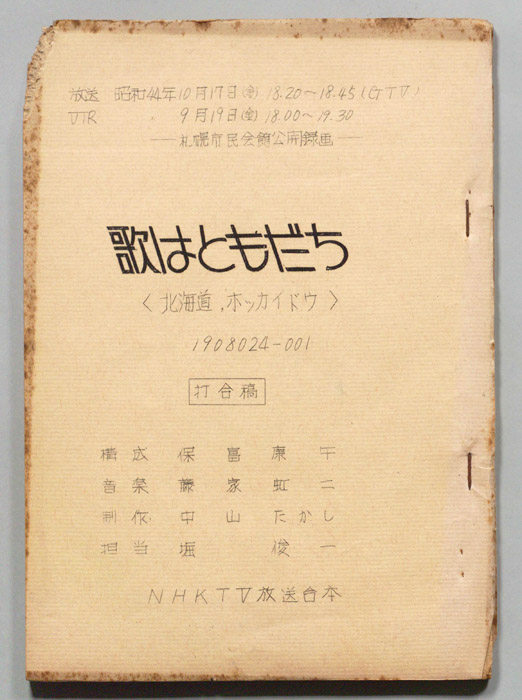 放送 昭和44年10月17日(金) 18.20〜18.45(GTV)
VTR 〃 9月19日(金) 18.00〜19.30
──札幌市民会館公開録画──
歌はともだち
〈北海道,ホッカイドウ〉
1908024-001
打合稿
構成 保富康午
音楽 藤家虹二
制作 中山たかし
担当 堀 俊一
NHKTV放送台本